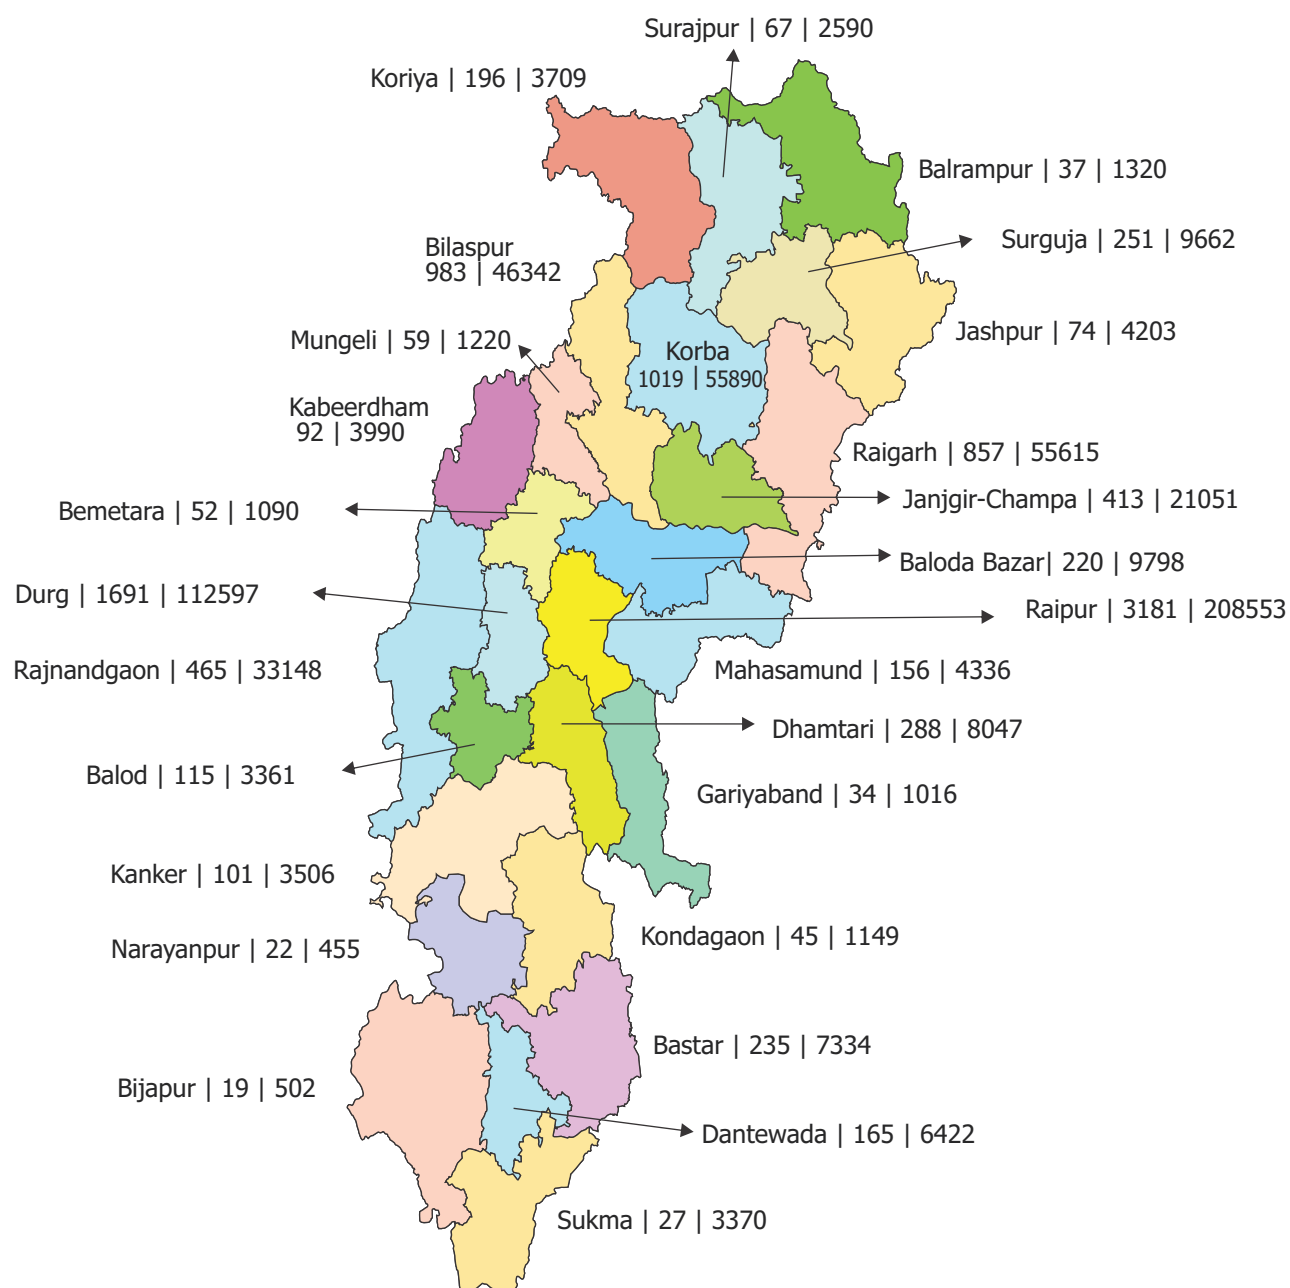 Surajpur | 67 | 2590
Koriya | 196 | 3709
Balrampur | 37 | 1320
Surguja | 251 | 9662
Bilaspur
983 | 46342
Jashpur | 74 | 4203
Mungeli | 59 | 1220
Korba
1019 | 55890
Kabeerdham
92 | 3990
Raigarh | 857 | 55615
Janjgir-Champa | 413 | 21051
Bemetara | 52 | 1090
Baloda Bazar| 220 | 9798
Durg | 1691 | 112597
Raipur | 3181 | 208553
Rajnandgaon | 465 | 33148
Mahasamund | 156 | 4336
Dhamtari | 288 | 8047
Balod | 115 | 3361
Gariyaband | 34 | 1016
Kanker | 101 | 3506
Kondagaon | 45 | 1149
Narayanpur | 22 | 455
Bastar | 235 | 7334
Bijapur | 19 | 502
Dantewada | 165 | 6422
Sukma | 27 | 3370